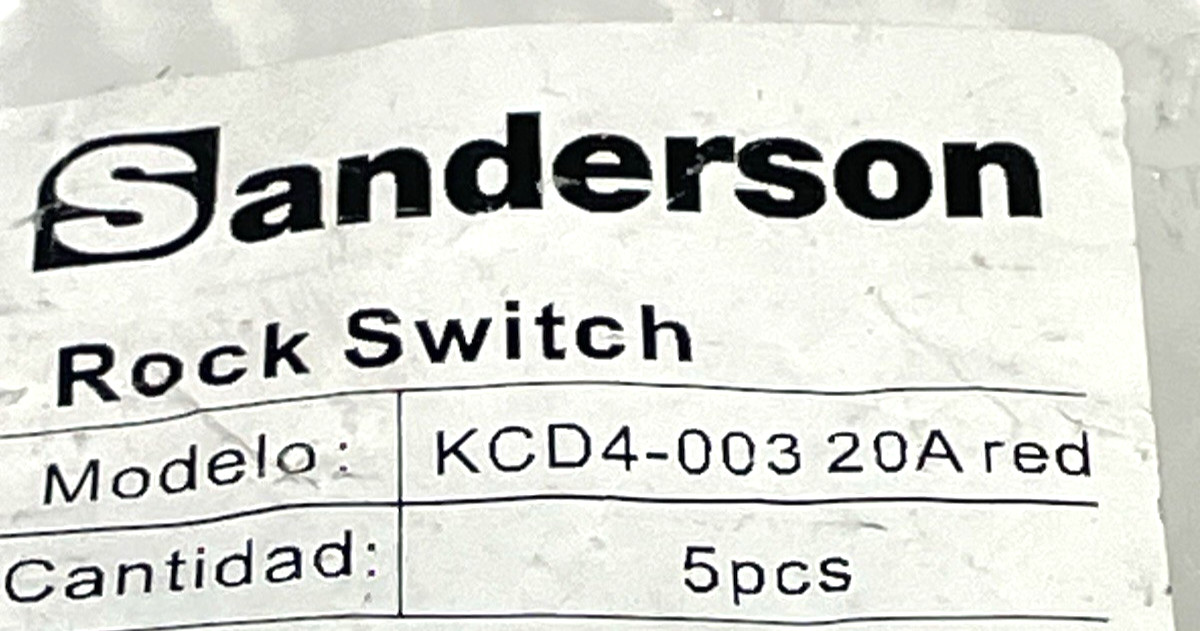 Sanderson
Rock Switch
Modelo: KCD4-003 20A red
Cantidad: 5pcs